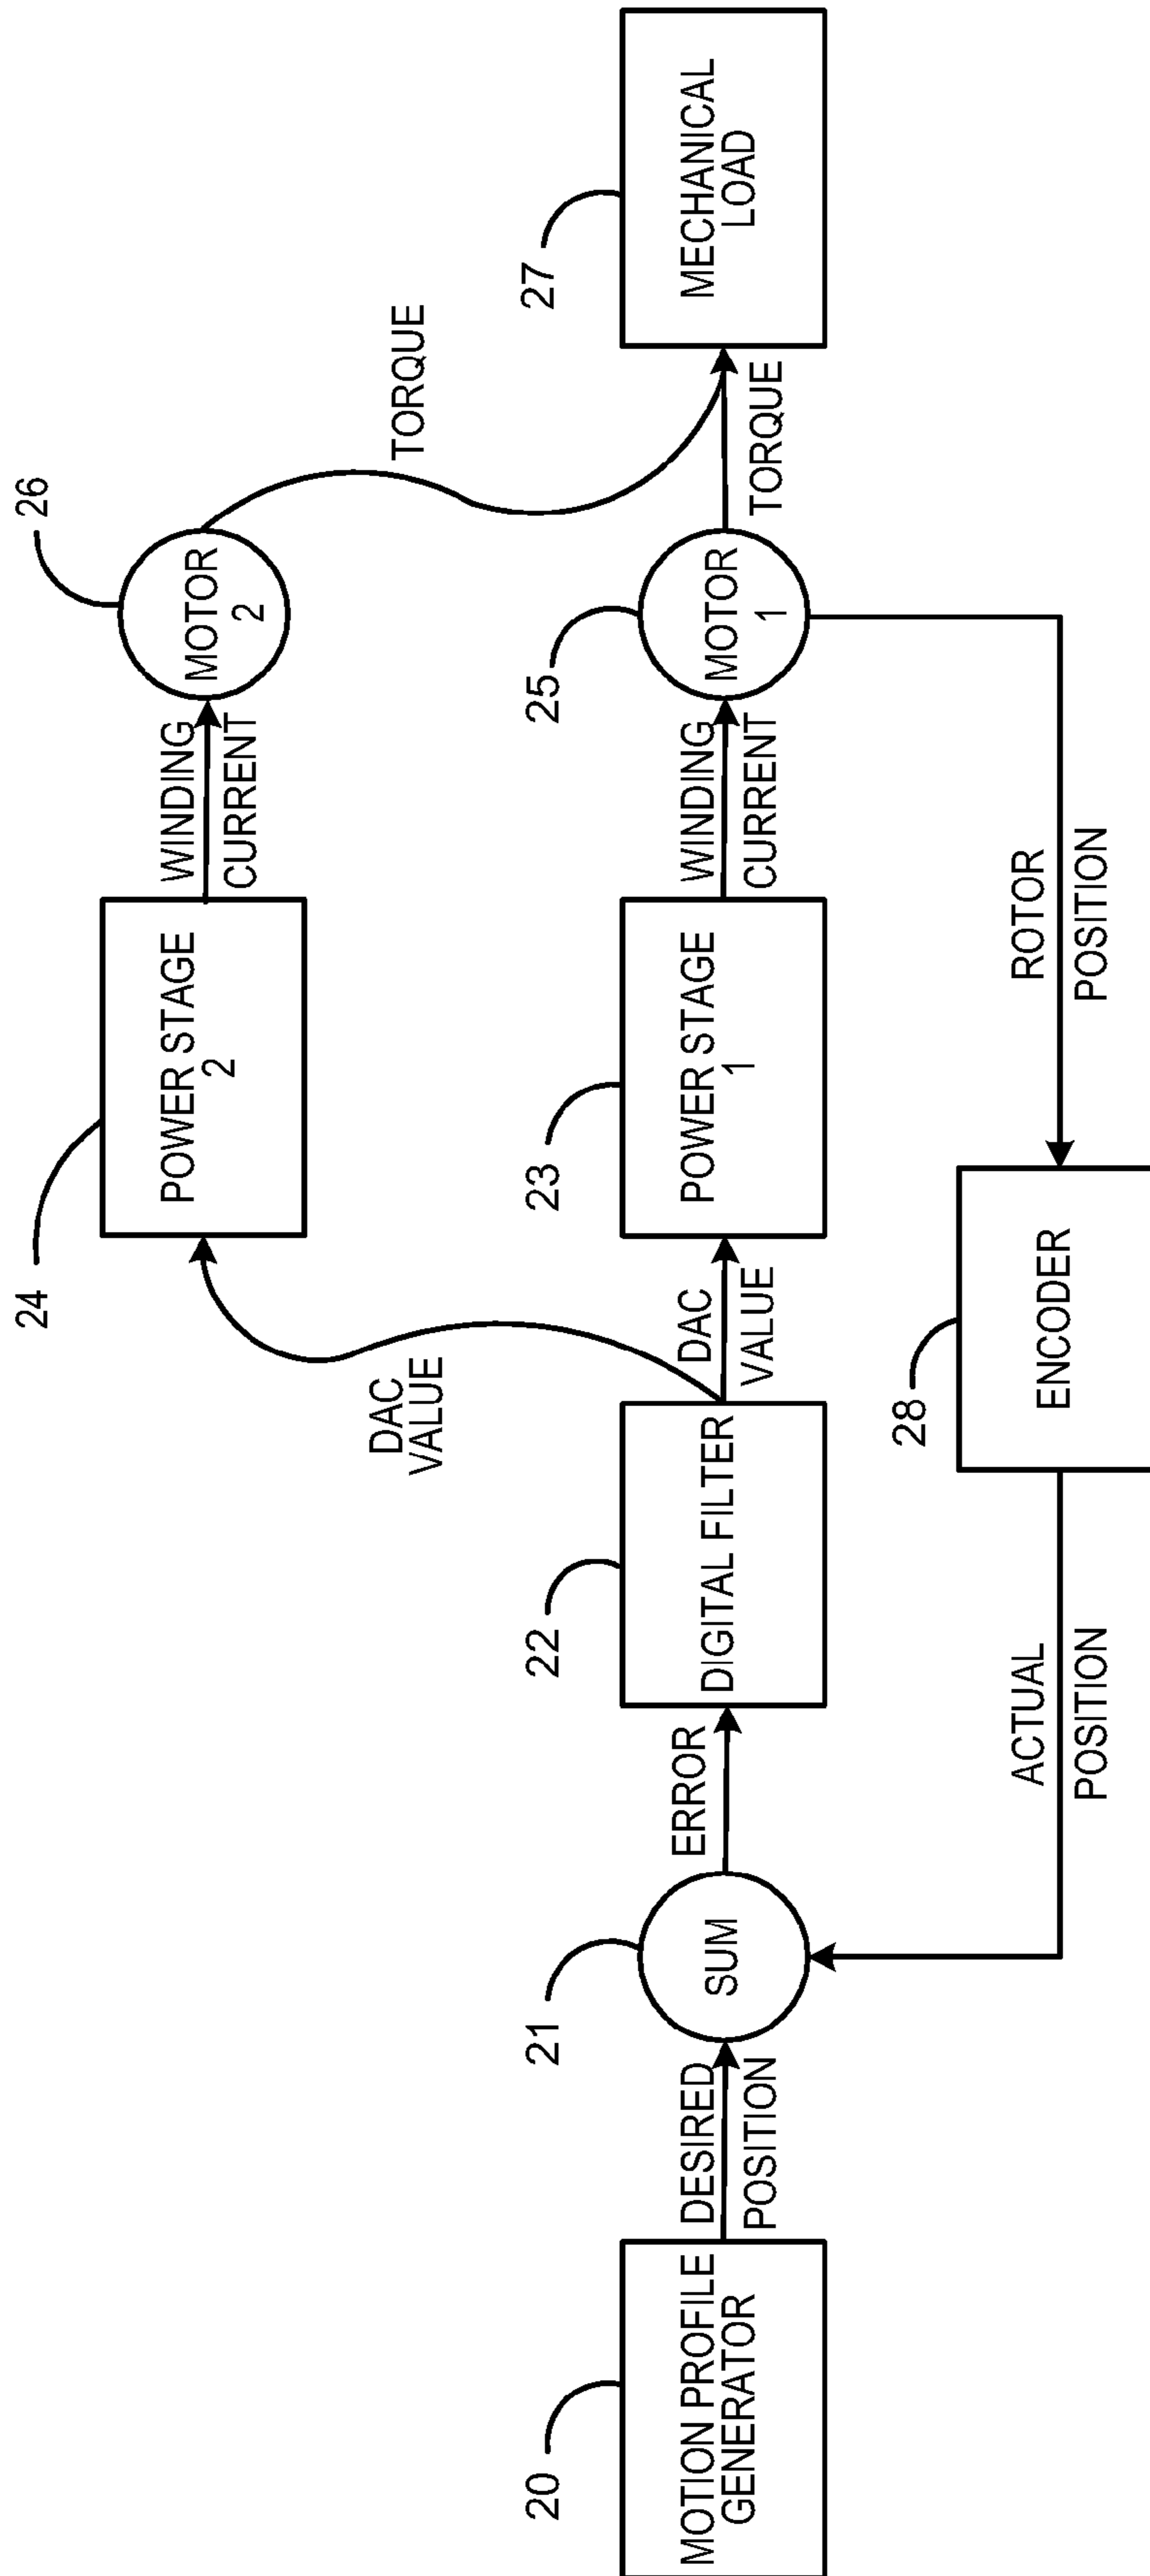 24
POWER STAGE
2
WINDING
CURRENT
26
MOTOR
2
TORQUE
DAC
VALUE
20
MOTION PROFILE
GENERATOR
DESIRED
POSITION
21
SUM
ERROR
22
DIGITAL FILTER
DAC
VALUE
23
POWER STAGE
1
WINDING
CURRENT
25
MOTOR
1
TORQUE
27
MECHANICAL
LOAD
ACTUAL
POSITION
28
ENCODER
ROTOR
POSITION